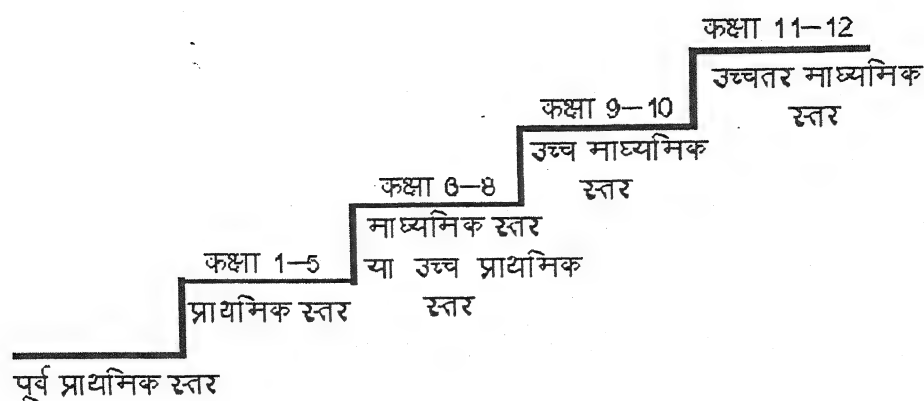 कक्षा 11–12
उच्चतर माध्यमिक
स्तर
कक्षा 9–10
उच्च माध्यमिक
स्तर
कक्षा 6–8
माध्यमिक स्तर
या उच्च प्राथमिक
स्तर
कक्षा 1–5
प्राथमिक स्तर
पूर्व प्राथमिक स्तर